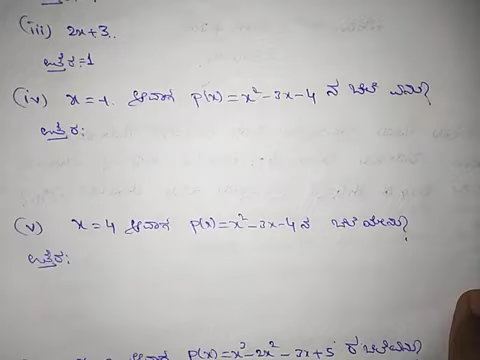 (iii) 2x+3.
ಉತ್ತರ:=1
(iv) x=-1. ಆದಾಗ p(x)=x²-3x-4 ನ ಬೆಲೆ ಏನು?
ಉತ್ತರ:
(v) x=4 ಆದಾಗ p(x)=x²-3x-4 ನ ಬೆಲೆ ಯೇನು?
ಉತ್ತರ:
ಆದಾಗ p(x)=x³-2x²-3x+5 ರ ಬೆಲೆಏನು?